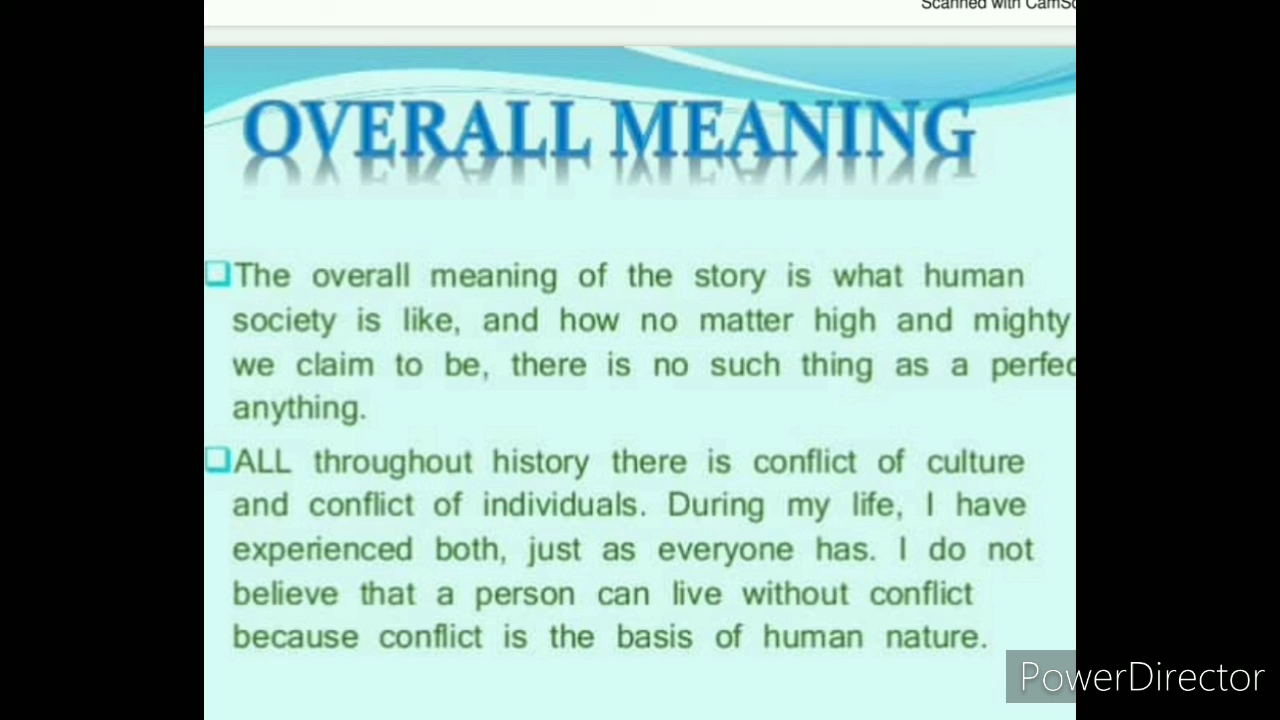 Scanned with CamSc
OVERALL MEANING
The overall meaning of the story is what human
society is like, and how no matter high and mighty
we claim to be, there is no such thing as a perfec
anything.
ALL throughout history there is conflict of culture
and conflict of individuals. During my life, I have
experienced both, just as everyone has. I do not
believe that a person can live without conflict
because conflict is the basis of human nature.
PowerDirector